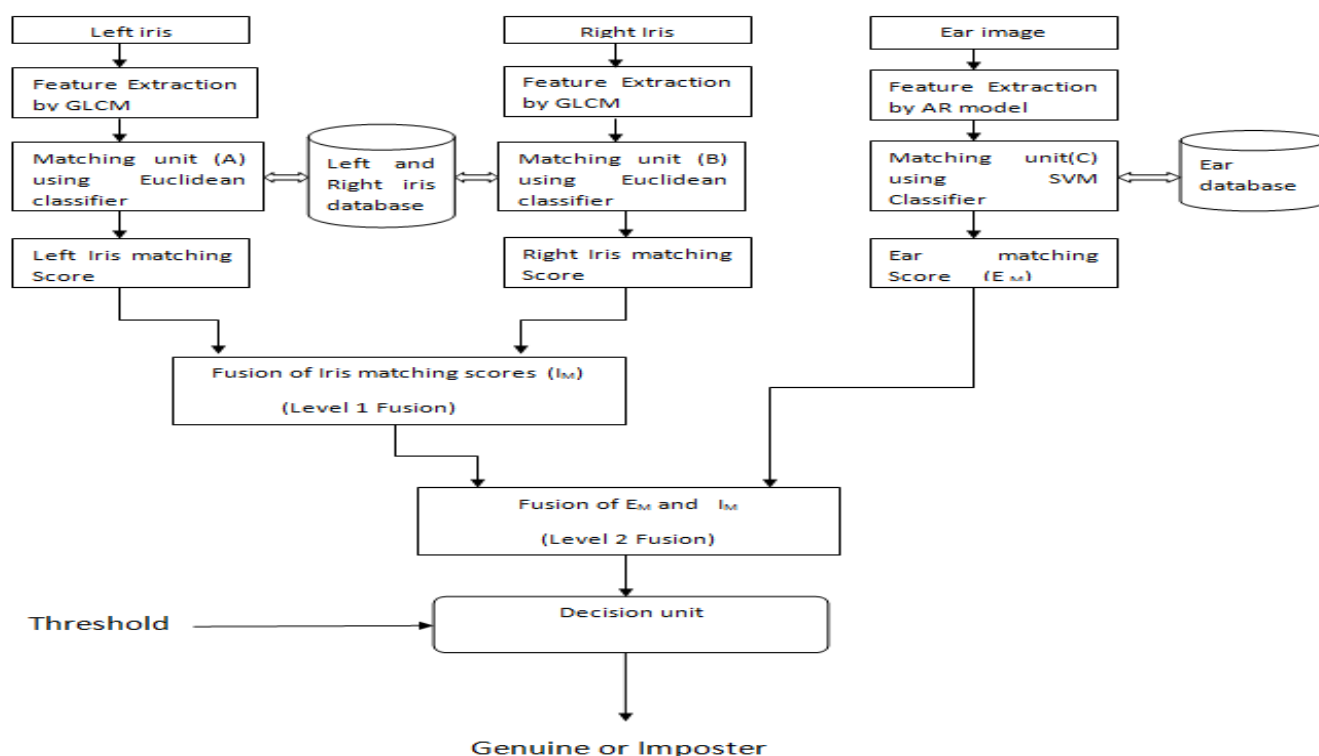 Left iris
Right Iris
Ear image
Feature Extraction
by GLCM
Feature Extraction
by GLCM
Feature Extraction
by AR model
Matching unit (A)
using Euclidean
classifier
Left and
Right iris
database
Matching unit (B)
using Euclidean
classifier
Matching unit(C)
using SVM
Classifier
Ear
database
Left Iris matching
Score
Right Iris matching
Score
Ear matching
Score (E M)
Fusion of Iris matching scores (IM)
(Level 1 Fusion)
Fusion of EM and IM
(Level 2 Fusion)
Decision unit
Threshold
Genuine or Imposter